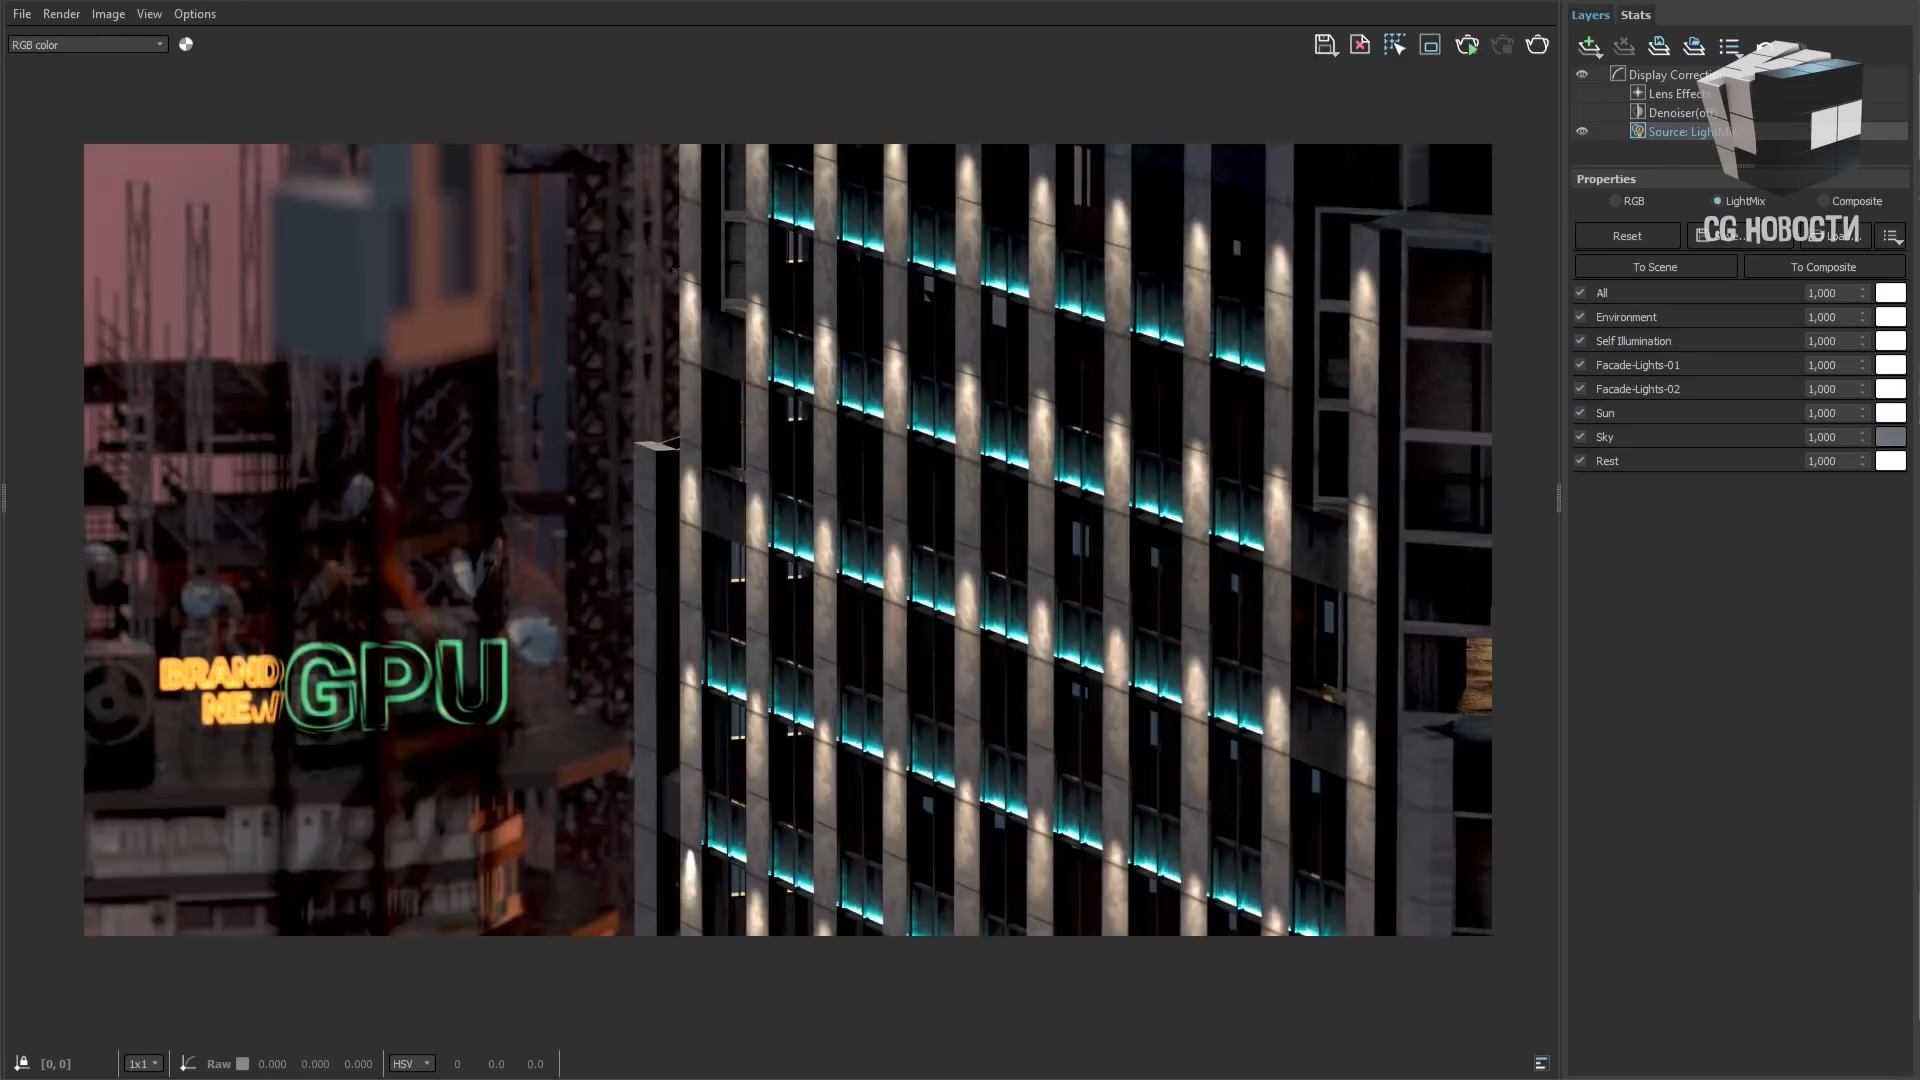 File Render Image View Options
Layers Stats
RGB color
Display Correcti
Lens Effects
Denoiser(off)
Source: LightMix
Properties
RGB LightMix Composite
CG НОВОСТИ
Reset
To Scene To Composite
All 1,000
Environment 1,000
Self Illumination 1,000
Facade-Lights-01 1,000
Facade-Lights-02 1,000
Sun 1,000
Sky 1,000
Rest 1,000
BRAND
NEW
GPU
[0, 0] 1x1 Raw 0.000 0.000 0.000 HSV 0 0.0 0.0